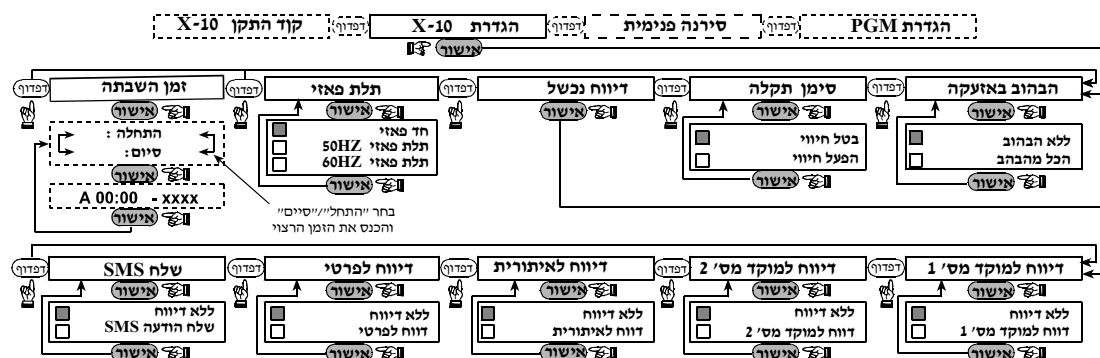 הגדרת PGM
דפדוף
סירנה פנימית
דפדוף
הגדרת X-10
דפדוף
קוד התקן X-10
אישור
הבהוב באזעקה
דפדוף
סימן תקלה
דפדוף
דיווח נכשל
דפדוף
תלת פאזי
דפדוף
זמן השבתה
דפדוף
אישור
אישור
אישור
אישור
אישור
ללא הבהוב
הכל מהבהב
אישור
בטל חיווי
הפעל חיווי
אישור
חד פאזי
תלת פאזי 50HZ
תלת פאזי 60HZ
אישור
התחלה :
סיום:
אישור
A 00:00 - xxxx
אישור
בחר "התחל"/"סיים"
והכנס את הזמן הרצוי
דיווח למוקד מס' 1
דפדוף
דיווח למוקד מס' 2
דפדוף
דיווח לאיתורית
דפדוף
דיווח לפרטי
דפדוף
שלח SMS
דפדוף
אישור
אישור
אישור
אישור
אישור
ללא דיווח
דווח למוקד מס' 1
אישור
ללא דיווח
דווח למוקד מס' 2
אישור
ללא דיווח
דווח לאיתורית
אישור
ללא דיווח
דווח לפרטי
אישור
ללא דיווח
שלח הודעה SMS
אישור